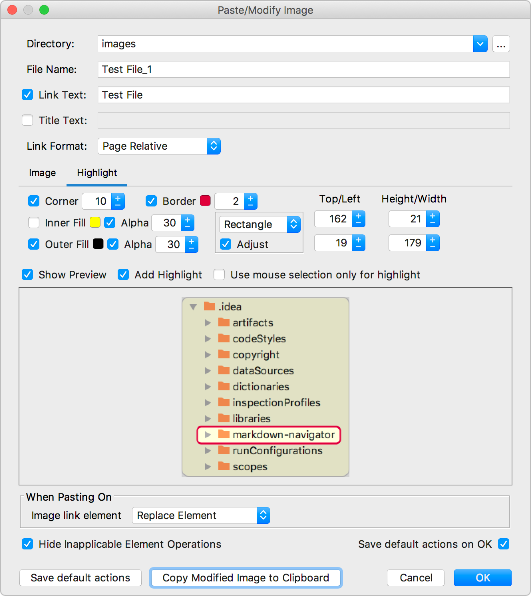 Paste/Modify Image
Directory: images ...
File Name: Test File_1
Link Text: Test File
Title Text:
Link Format: Page Relative
Image Highlight
Corner 10 Border 2 Top/Left Height/Width
Inner Fill Alpha 30 Rectangle 162 21
Outer Fill Alpha 30 Adjust 19 179
Show Preview Add Highlight Use mouse selection only for highlight
.idea
artifacts
codeStyles
copyright
dataSources
dictionaries
inspectionProfiles
libraries
markdown-navigator
runConfigurations
scopes
When Pasting On
Image link element Replace Element
Hide Inapplicable Element Operations Save default actions on OK
Save default actions Copy Modified Image to Clipboard Cancel OK